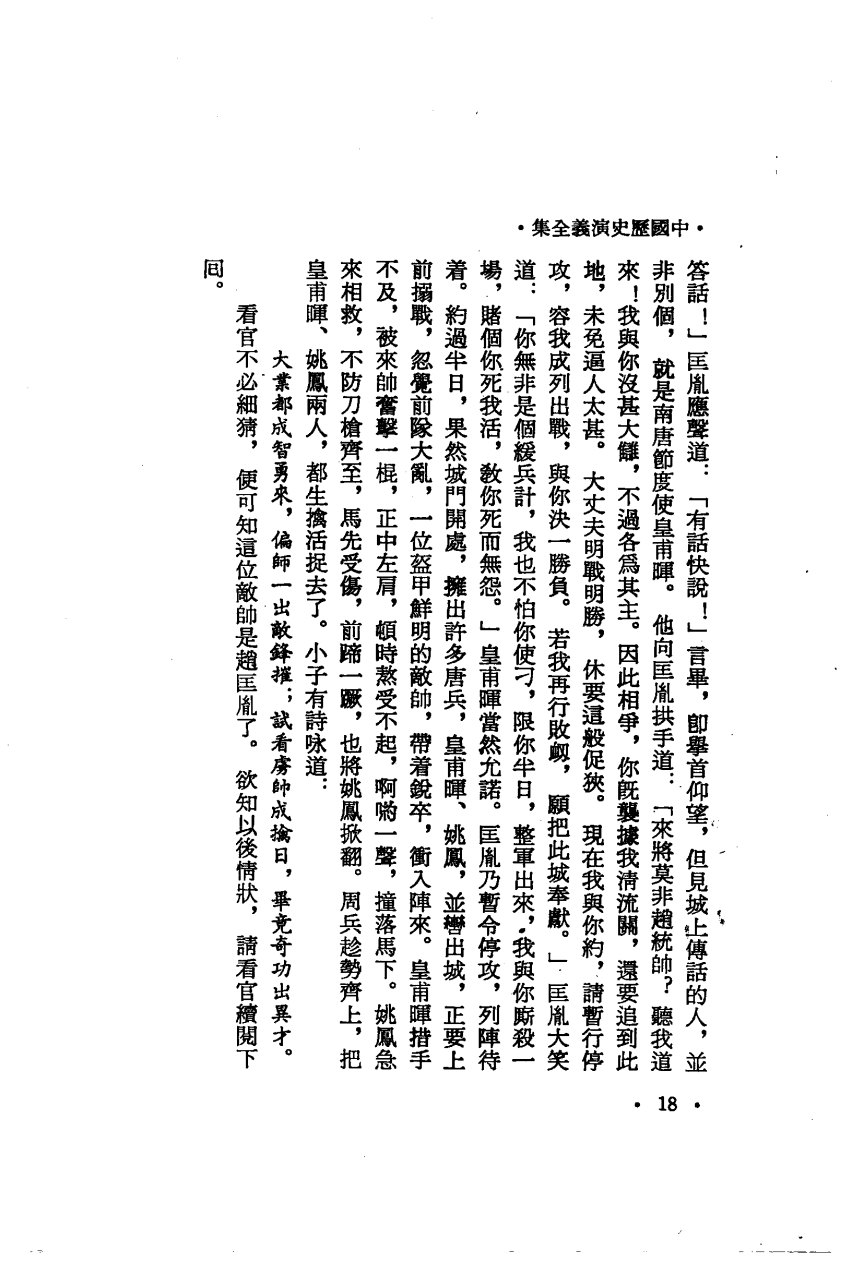 •中國歷史演義全集•
答話！」匡胤應聲道：「有話快說！」言畢，卽舉首仰望，但見城上傳話的人，並
非別個，就是南唐節度使皇甫暉。他向匡胤拱手道：「來將莫非趙統帥？聽我道
來！我與你沒甚大讎，不過各爲其主。因此相爭，你旣襲據我淸流關，還要追到此
地，未免逼人太甚。大丈夫明戰明勝，休要這般促狹。現在我與你約，請暫行停
攻，容我成列出戰，與你決一勝負。若我再行敗衂，願把此城奉獻。」匡胤大笑
道：「你無非是個緩兵計，我也不怕你使刁，限你半日，整軍出來，我與你厮殺一
場，賭個你死我活，敎你死而無怨。」皇甫暉當然允諾。匡胤乃暫令停攻，列陣待
着。約過半日，果然城門開處，擁出許多唐兵，皇甫暉、姚鳳，並轡出城，正要上
前搦戰，忽覺前隊大亂，一位盔甲鮮明的敵帥，帶着銳卒，衝入陣來。皇甫暉措手
不及，被來帥奮擊一棍，正中左肩，頓時熬受不起，啊喲一聲，撞落馬下。姚鳳急
來相救，不防刀槍齊至，馬先受傷，前蹄一蹶，也將姚鳳掀翻。周兵趁勢齊上，把
皇甫暉、姚鳳兩人，都生擒活捉去了。小子有詩咏道：
大業都成智勇來，偏師一出敵鋒摧；試看虜帥成擒日，畢竟奇功出異才。
看官不必細猜，便可知這位敵帥是趙匡胤了。欲知以後情狀，請看官續閱下
囘。
•18•